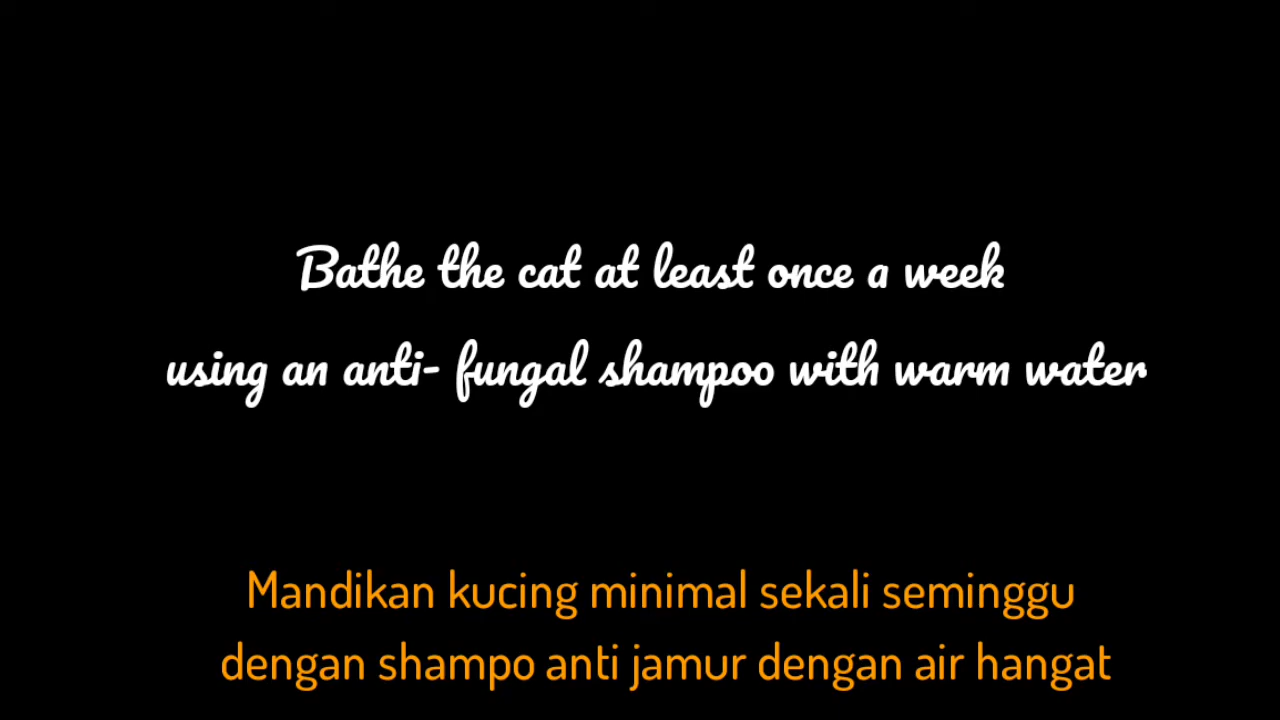 Bathe the cat at least once a week
using an anti- fungal shampoo with warm water
Mandikan kucing minimal sekali seminggu
dengan shampo anti jamur dengan air hangat